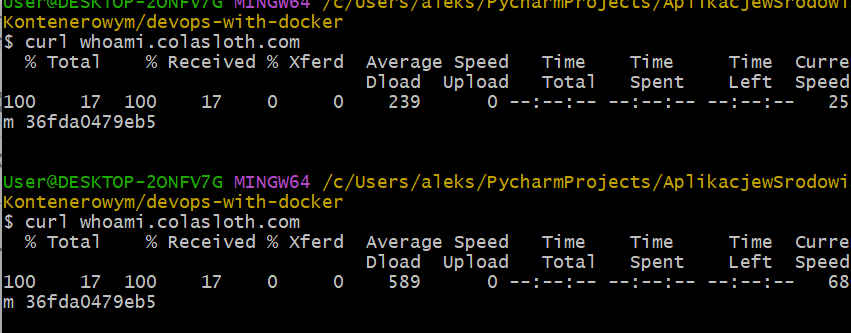 User@DESKTOP-2ONFV7G MINGW64 /c/Users/aleks/PycharmProjects/AplikacjewSrodowi
Kontenerowym/devops-with-docker
$ curl whoami.colasloth.com
  % Total    % Received % Xferd  Average Speed   Time    Time     Time  Curre
                                 Dload  Upload   Total   Spent    Left  Speed
100    17  100    17    0     0    239      0 --:--:-- --:--:-- --:--:--   25
m 36fda0479eb5
User@DESKTOP-2ONFV7G MINGW64 /c/Users/aleks/PycharmProjects/AplikacjewSrodowi
Kontenerowym/devops-with-docker
$ curl whoami.colasloth.com
  % Total    % Received % Xferd  Average Speed   Time    Time     Time  Curre
                                 Dload  Upload   Total   Spent    Left  Speed
100    17  100    17    0     0    589      0 --:--:-- --:--:-- --:--:--   68
m 36fda0479eb5